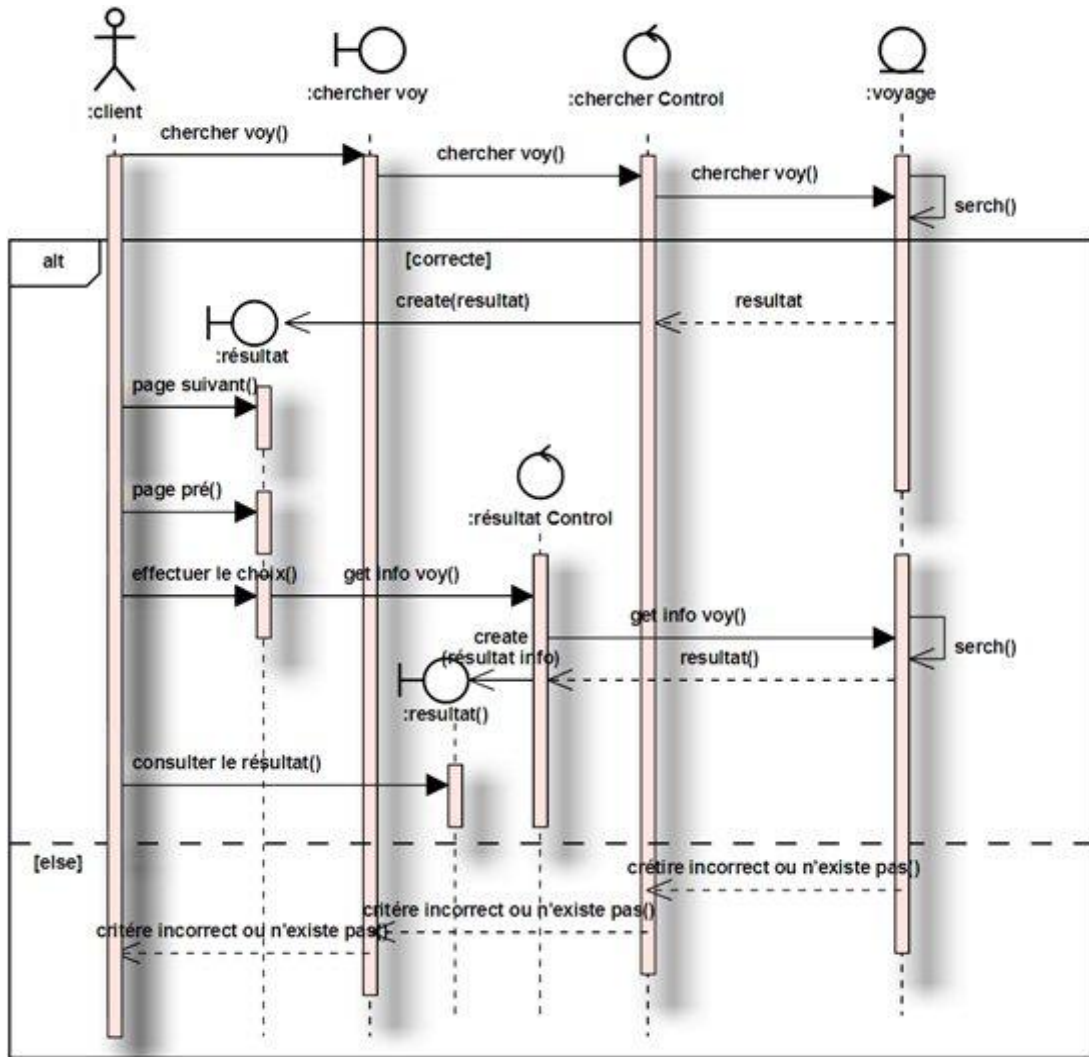 :client
:chercher voy
:chercher Control
:voyage
chercher voy()
chercher voy()
chercher voy()
serch()
alt
[correcte]
create(resultat)
resultat
:résultat
page suivant()
page pré()
:résultat Control
effectuer le choix()
get info voy()
get info voy()
serch()
create
(résultat info)
resultat()
:resultat()
consulter le résultat()
[else]
crétire incorrect ou n'existe pas()
critére incorrect ou n'existe pas()
critére incorrect ou n'existe pas()